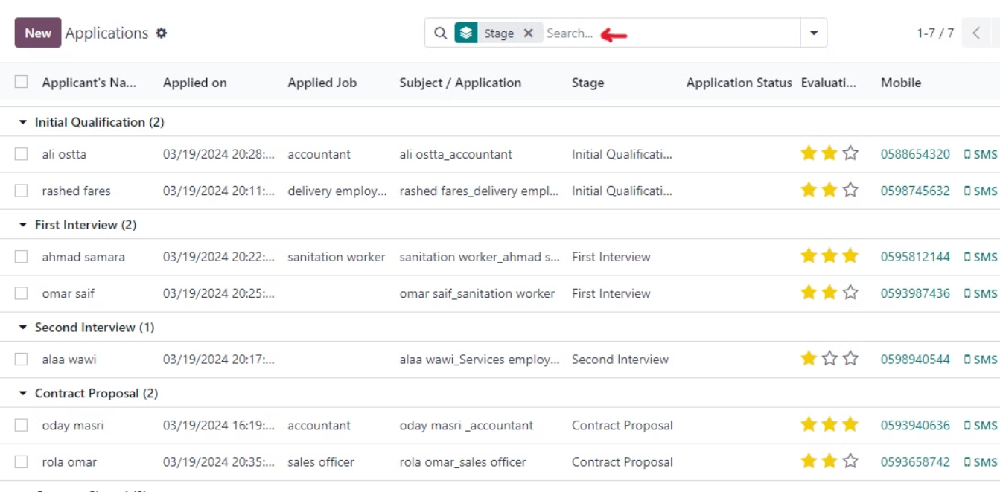 New Applications Stage Search... 1-7 / 7
Applicant's Na... Applied on Applied Job Subject / Application Stage Application Status Evaluati... Mobile
Initial Qualification (2)
ali ostta 03/19/2024 20:28:... accountant ali ostta_accountant Initial Qualificati... 0588654320 SMS
rashed fares 03/19/2024 20:11:... delivery employ... rashed fares_delivery empl... Initial Qualificati... 0598745632 SMS
First Interview (2)
ahmad samara 03/19/2024 20:22:... sanitation worker sanitation worker_ahmad s... First Interview 0595812144 SMS
omar saif 03/19/2024 20:25:... omar saif_sanitation worker First Interview 0593987436 SMS
Second Interview (1)
alaa wawi 03/19/2024 20:17:... alaa wawi_Services employ... Second Interview 0598940544 SMS
Contract Proposal (2)
oday masri 03/19/2024 16:19:... accountant oday masri _accountant Contract Proposal 0593940636 SMS
rola omar 03/19/2024 20:35:... sales officer rola omar_sales officer Contract Proposal 0593658742 SMS